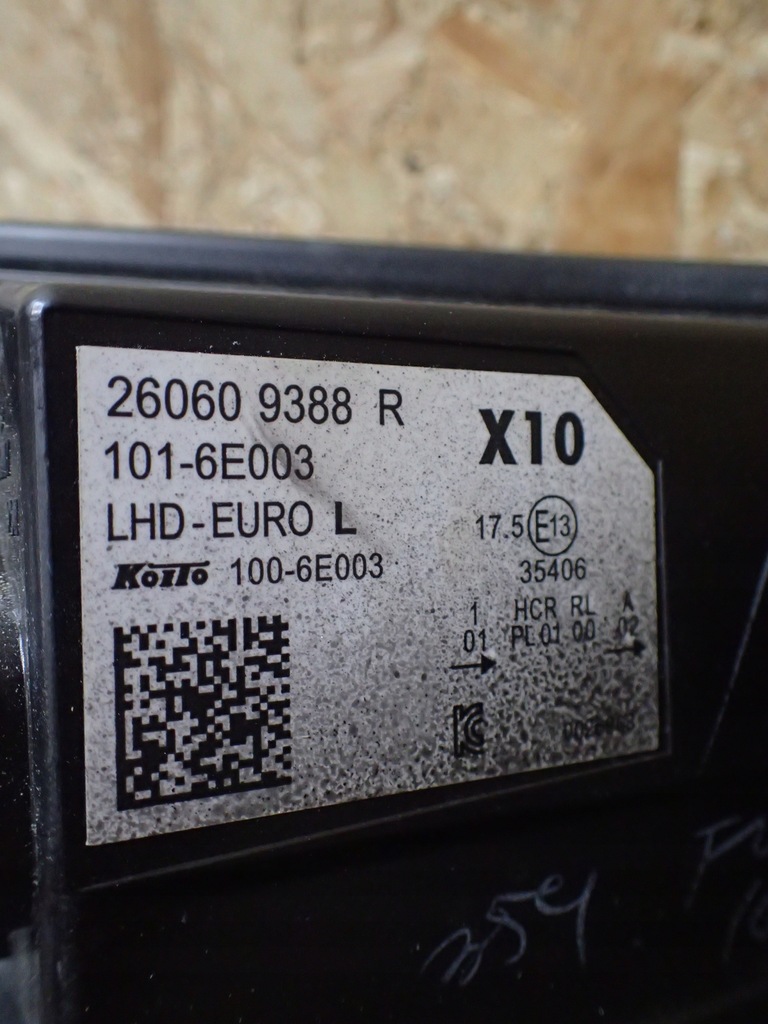 26060 9388 R
X10
101-6E003
LHD-EURO L
17.5 E13
KOITO 100-6E003
35406
1 HCR RL A
01 PL 01 00 02
254